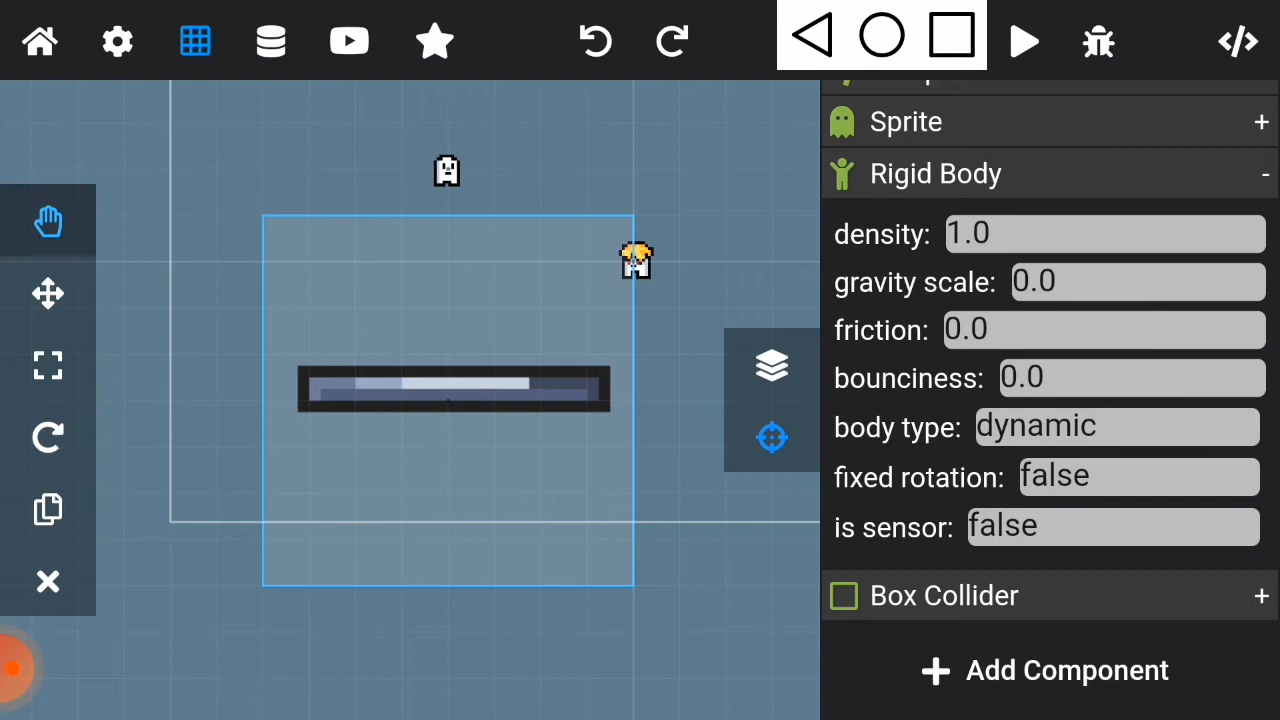 Sprite +
Rigid Body -
density: 1.0
gravity scale: 0.0
friction: 0.0
bounciness: 0.0
body type: dynamic
fixed rotation: false
is sensor: false
Box Collider +
Add Component